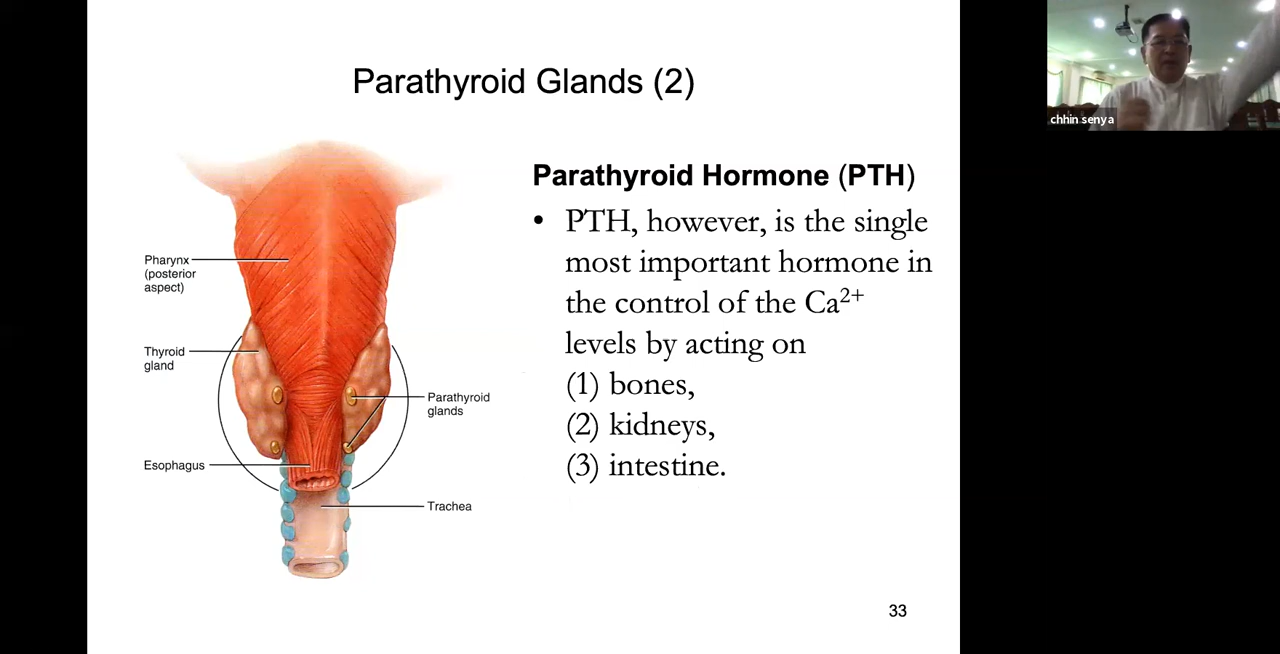 Parathyroid Glands (2)
chhin senya
Parathyroid Hormone (PTH)
• PTH, however, is the single
most important hormone in
the control of the Ca²⁺
levels by acting on
(1) bones,
(2) kidneys,
(3) intestine.
Pharynx
(posterior
aspect)
Thyroid
gland
Parathyroid
glands
Esophagus
Trachea
33